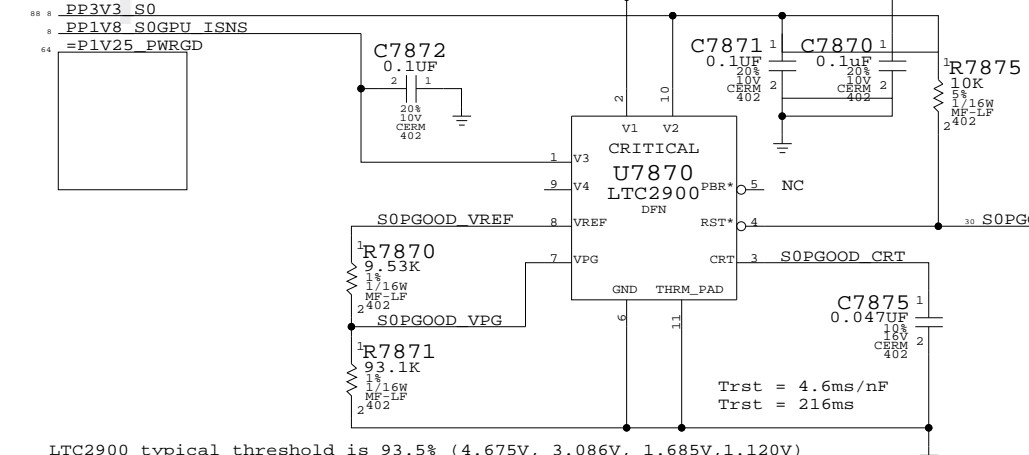 88 8 PP3V3_S0
8 PP1V8_S0GPU_ISNS
64 =P1V25_PWRGD
C7872
0.1UF
2 1
20%
10V
CERM
402
C7871 1
0.1UF
20%
10V
CERM 2
402
C7870 1
0.1uF
20%
10V
CERM 2
402
1 R7875
10K
5%
1/16W
MF-LF
2 402
2 10
V1 V2
CRITICAL
U7870
LTC2900
DFN
1 V3
9 V4
8 VREF
7 VPG
PBR* 5 NC
RST* 4
CRT 3
GND THRM_PAD
6 11
S0PGOOD_VREF
1 R7870
9.53K
1%
1/16W
MF-LF
2 402
S0PGOOD_VPG
1 R7871
93.1K
1%
1/16W
MF-LF
2 402
30 S0PGO
S0PGOOD_CRT
C7875 1
0.047UF
10%
16V
CERM 2
402
Trst = 4.6ms/nF
Trst = 216ms
LTC2900 typical threshold is 93.5% (4.675V, 3.086V, 1.685V,1.120V)